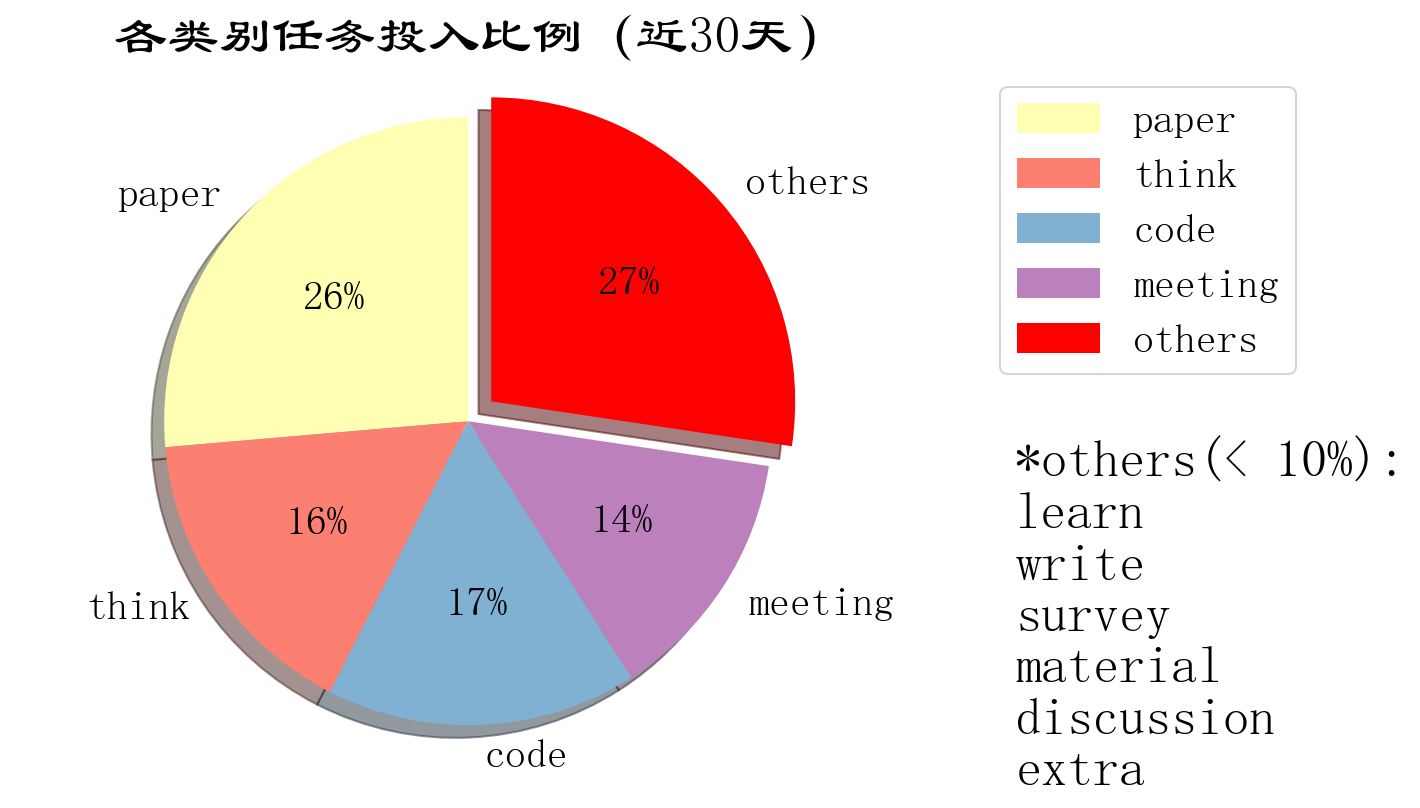 各类别任务投入比例 (近30天)
paper
others
26%
27%
16%
14%
17%
think
meeting
code
paper
think
code
meeting
others
*others(< 10%):
learn
write
survey
material
discussion
extra